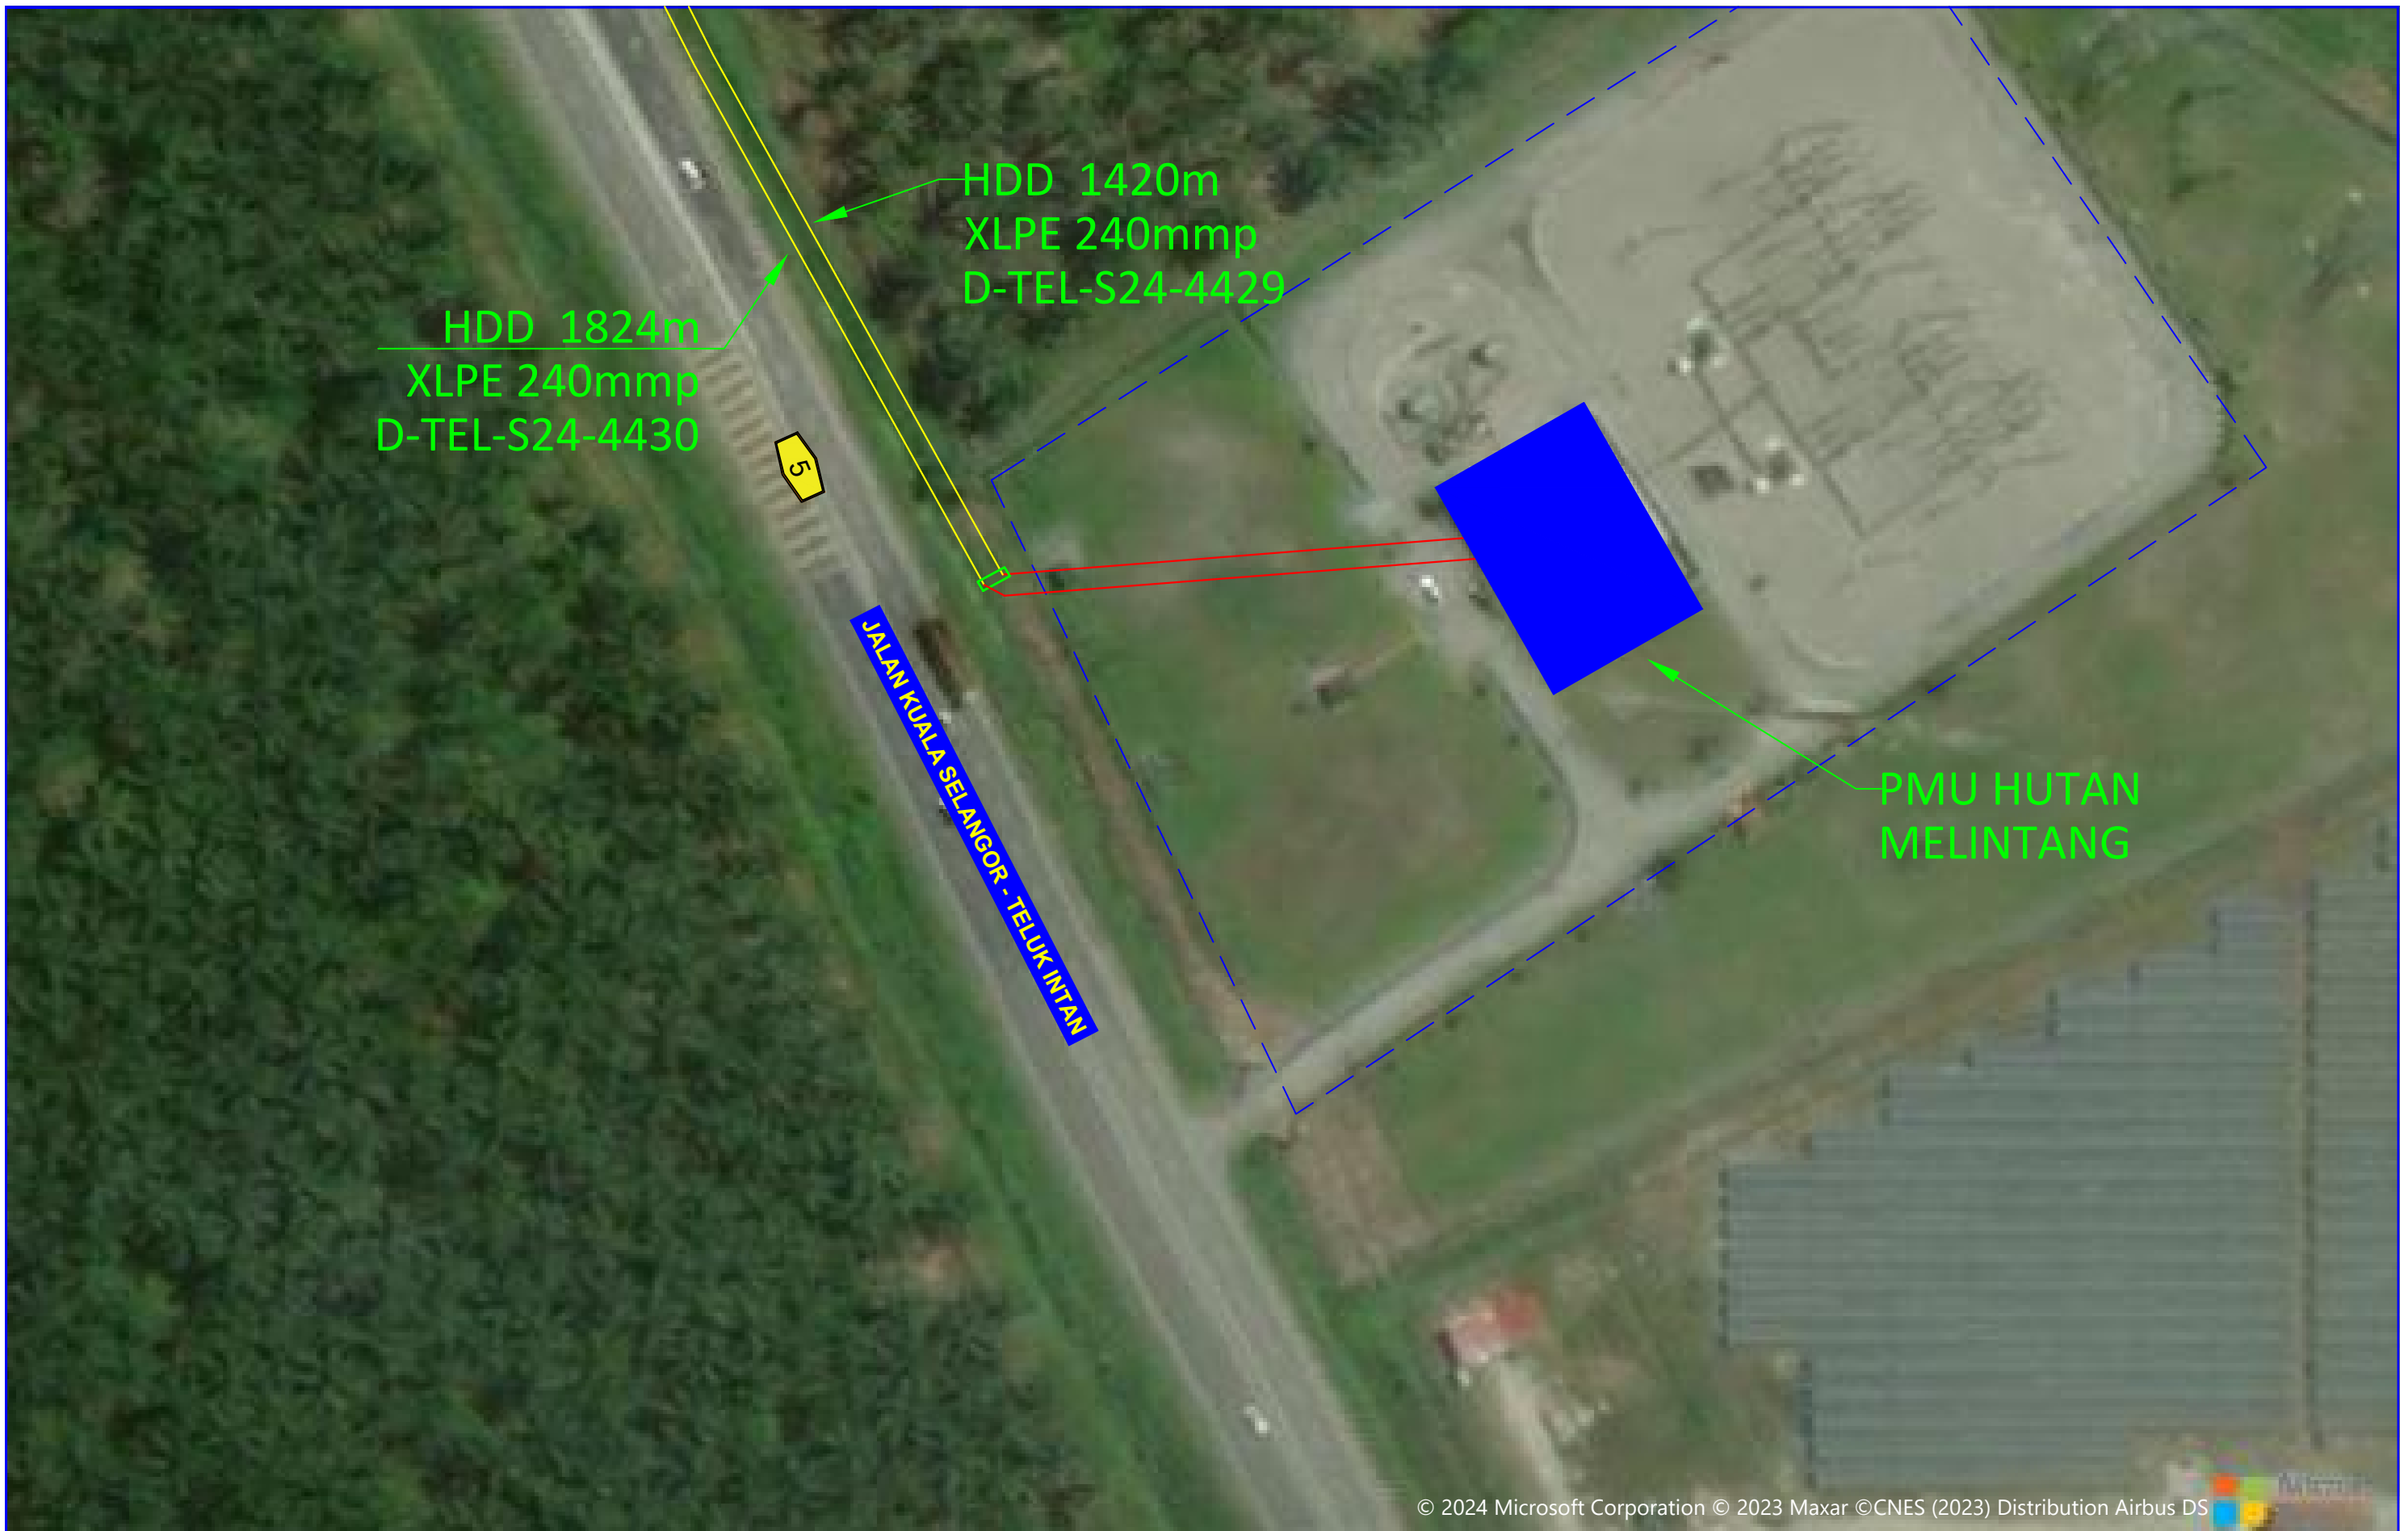 HDD 1420m
XLPE 240mmp
D-TEL-S24-4429
HDD 1824m
XLPE 240mmp
D-TEL-S24-4430
5
JALAN KUALA SELANGOR - TELUK INTAN
PMU HUTAN
MELINTANG
© 2024 Microsoft Corporation © 2023 Maxar ©CNES (2023) Distribution Airbus DS